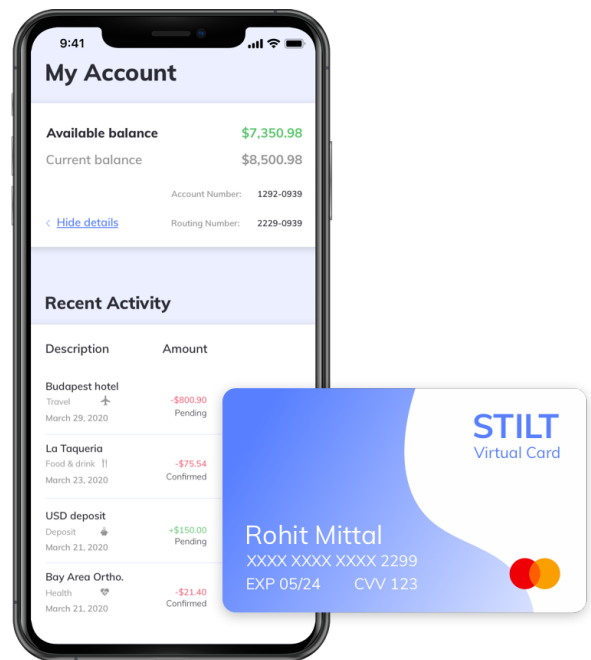 9:41
My Account
Available balance $7,350.98
Current balance $8,500.98
Account Number: 1292-0939
< Hide details Routing Number: 2229-0939
Recent Activity
Description Amount
Budapest hotel
Travel -$800.90
March 29, 2020 Pending
La Taqueria
Food & drink -$75.54
March 23, 2020 Confirmed
USD deposit
Deposit +$150.00
March 21, 2020 Pending
Bay Area Ortho.
Health -$21.40
March 21, 2020 Confirmed
STILT
Virtual Card
Rohit Mittal
XXXX XXXX XXXX 2299
EXP 05/24 CVV 123